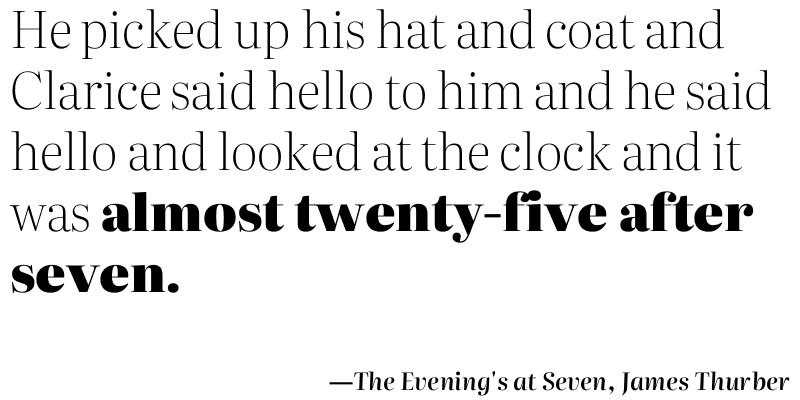 He picked up his hat and coat and
Clarice said hello to him and he said
hello and looked at the clock and it
was almost twenty-five after
seven.
—The Evening's at Seven, James Thurber